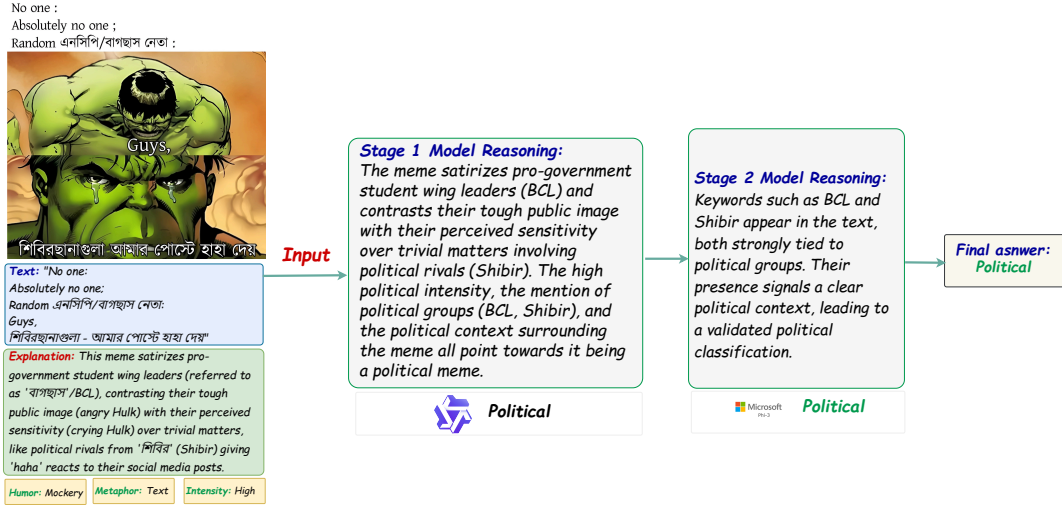 No one :
Absolutely no one ;
Random এনসিপি/বাগছাস নেতা :
Guys,
শিবিরছানাগুলা-আমার-পোস্টে হাহা দেয়
Text: "No one:
Absolutely no one;
Random এনসিপি/বাগছাস নেতা:
Guys,
শিবিরছানাগুলা - আমার পোস্টে হাহা দেয়"
Explanation: This meme satirizes pro-
government student wing leaders (referred to
as 'বাগছাস'/BCL), contrasting their tough
public image (angry Hulk) with their perceived
sensitivity (crying Hulk) over trivial matters,
like political rivals from 'শিবির' (Shibir) giving
'haha' reacts to their social media posts.
Humor: Mockery
Metaphor: Text
Intensity: High
Input
Stage 1 Model Reasoning:
The meme satirizes pro-government
student wing leaders (BCL) and
contrasts their tough public image
with their perceived sensitivity
over trivial matters involving
political rivals (Shibir). The high
political intensity, the mention of
political groups (BCL, Shibir), and
the political context surrounding
the meme all point towards it being
a political meme.
Political
Stage 2 Model Reasoning:
Keywords such as BCL and
Shibir appear in the text,
both strongly tied to
political groups. Their
presence signals a clear
political context, leading to
a validated political
classification.
Microsoft
Phi-3
Political
Final asnwer:
Political